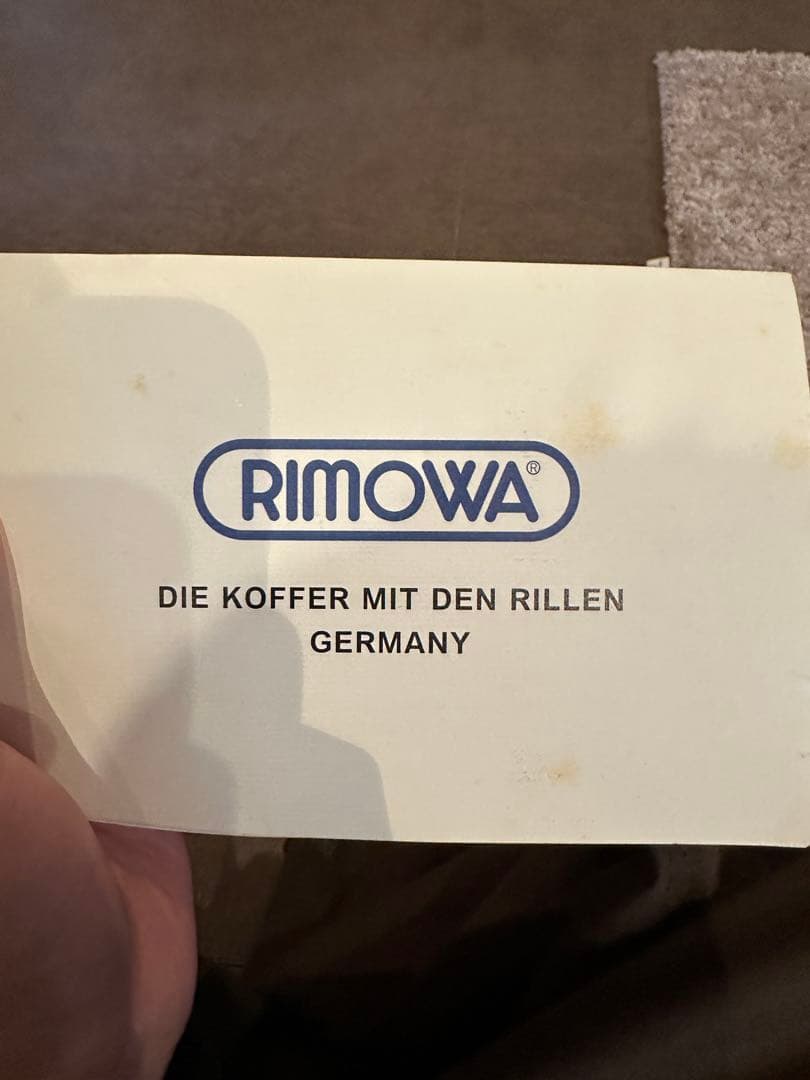 RIMOWA®
DIE KOFFER MIT DEN RILLEN
GERMANY